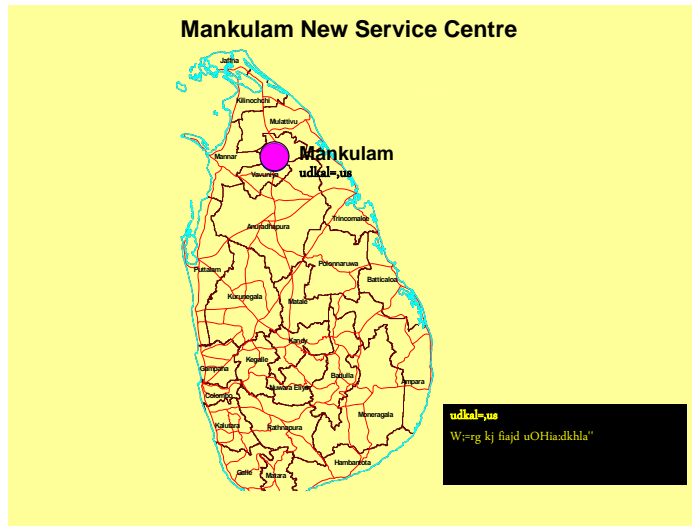 Mankulam New Service Centre
Jaffna
Kilinochchi
Mulattivu
Mankulam
Mannar
udkal=,us
Vavuniya
Trincomalee
Anuradhapura
Polonnaruwa
Puttalam
Batticaloa
Kurunegala
Matale
Kandy
Kegalle
Gampaha
Badulla
Ampara
Nuwara Eliya
Colombo
Moneragala
udkal=,us
Kalutara
Rathnapura
W;=rg kj fiajd uOHia:dkhla"
Hambantota
Galle
Matara